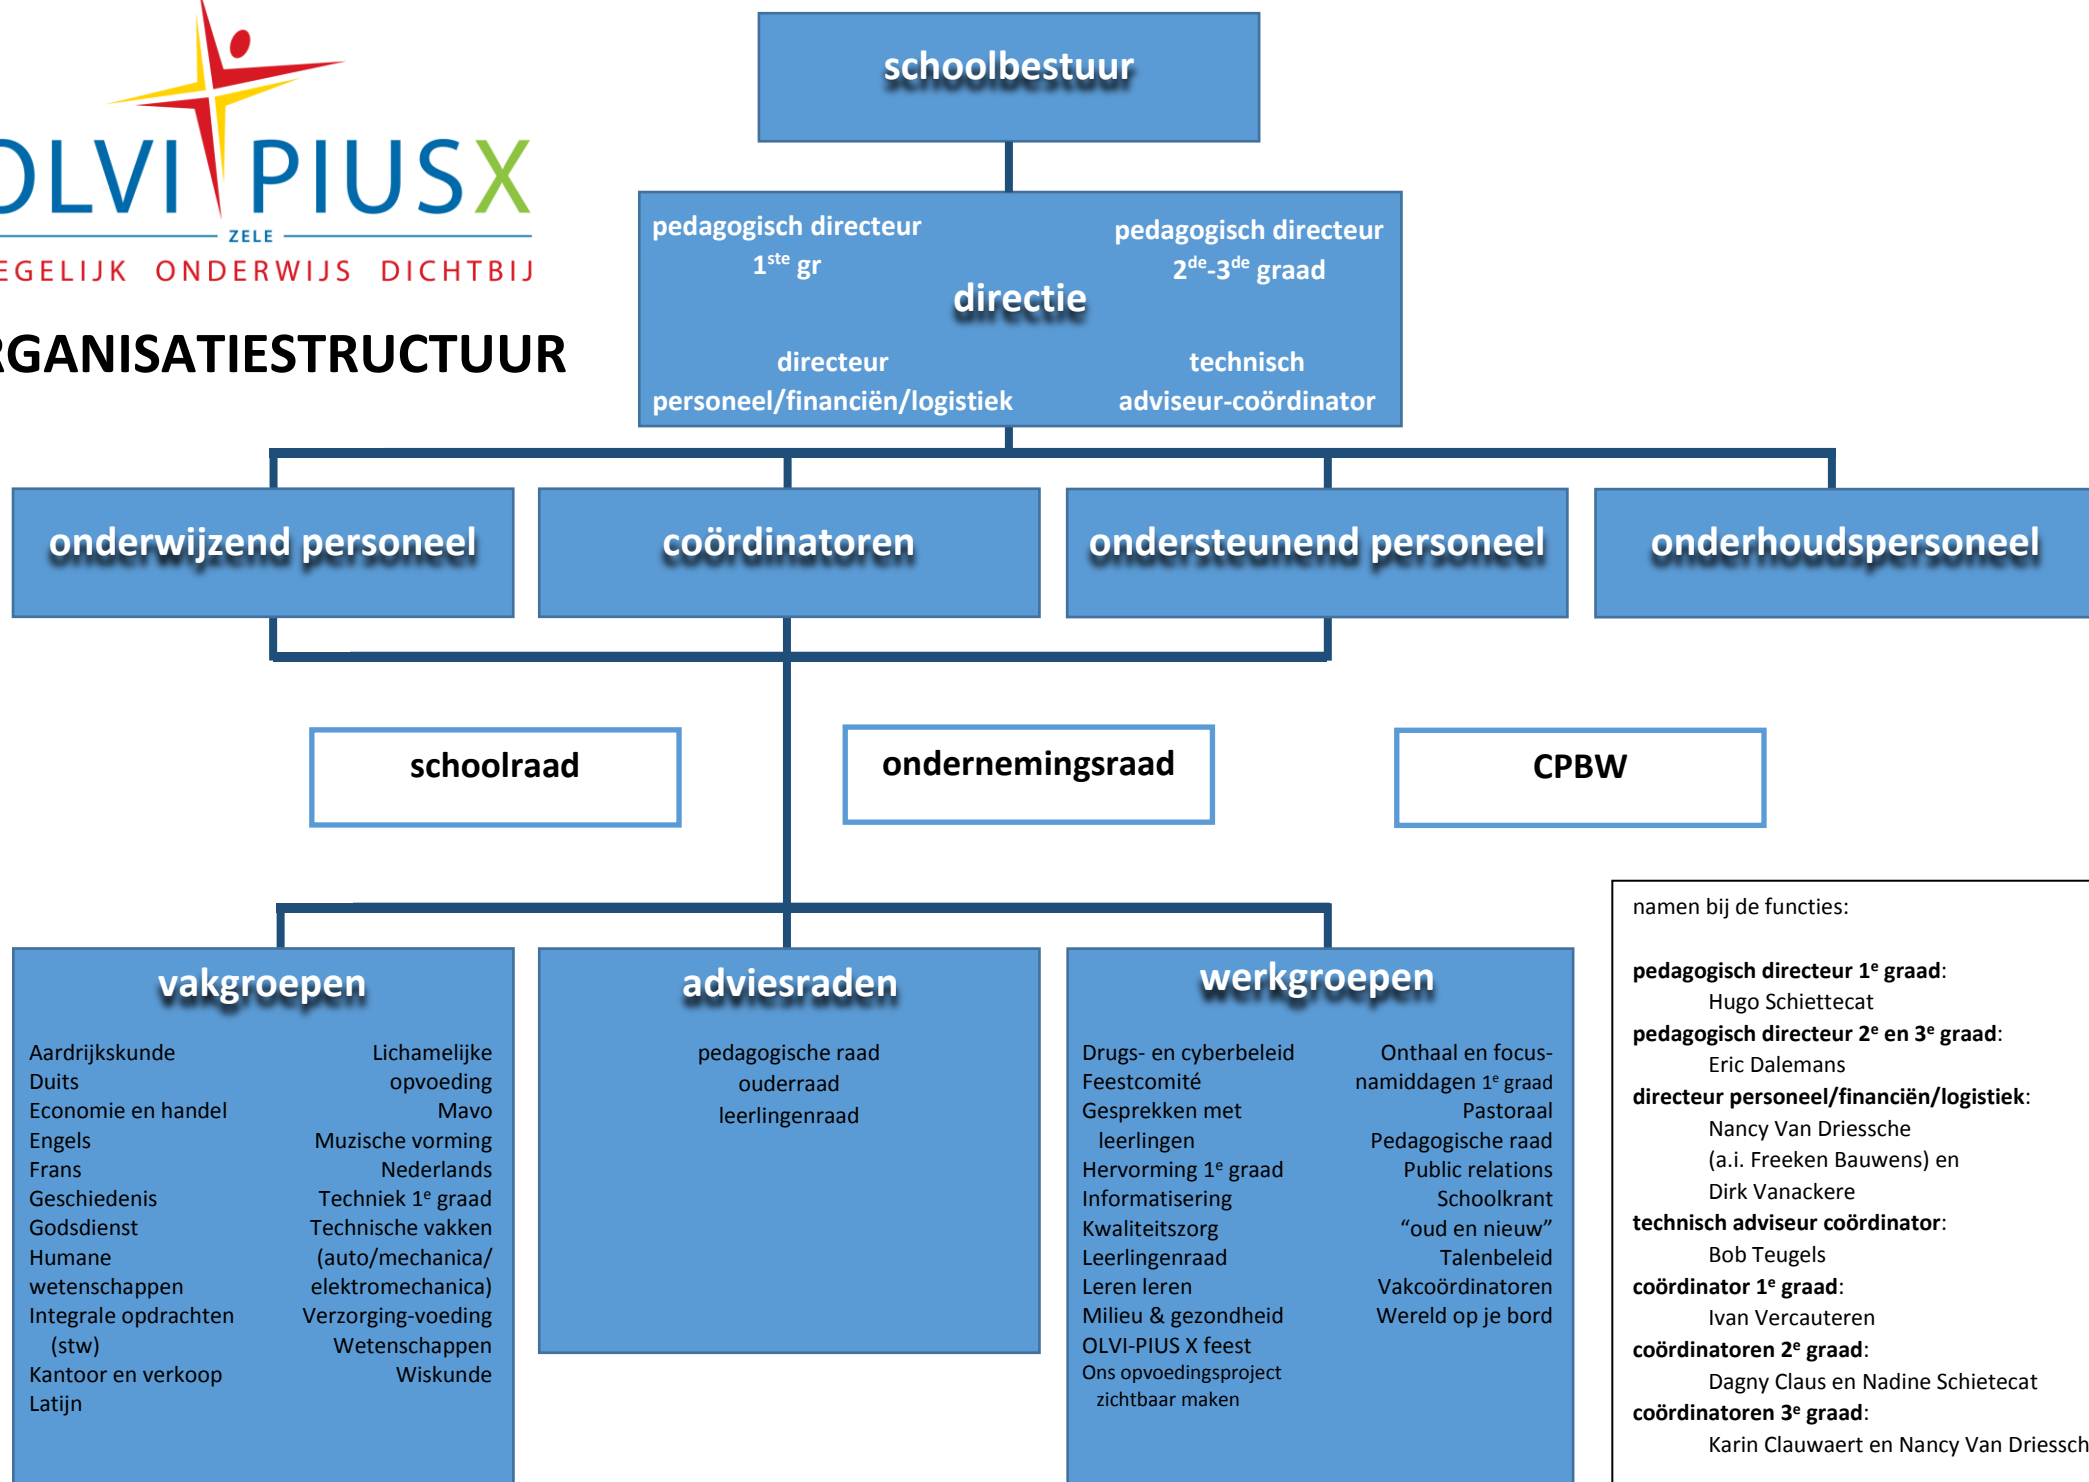 OLVI PIUSX
ZELE
EGELIJK ONDERWIJS DICHTBIJ
RGANISATIESTRUCTUUR
schoolbestuur
pedagogisch directeur
1ste gr
pedagogisch directeur
2de-3de graad
directie
directeur
personeel/financiën/logistiek
technisch
adviseur-coördinator
onderwijzend personeel
coördinatoren
ondersteunend personeel
onderhoudspersoneel
schoolraad
ondernemingsraad
CPBW
vakgroepen
Aardrijkskunde
Duits
Economie en handel
Engels
Frans
Geschiedenis
Godsdienst
Humane
wetenschappen
Integrale opdrachten
(stw)
Kantoor en verkoop
Latijn
Lichamelijke
opvoeding
Mavo
Muzische vorming
Nederlands
Techniek 1e graad
Technische vakken
(auto/mechanica/
elektromechanica)
Verzorging-voeding
Wetenschappen
Wiskunde
adviesraden
pedagogische raad
ouderraad
leerlingenraad
werkgroepen
Drugs- en cyberbeleid
Feestcomité
Gesprekken met
leerlingen
Hervorming 1e graad
Informatisering
Kwaliteitszorg
Leerlingenraad
Leren leren
Milieu & gezondheid
OLVI-PIUS X feest
Ons opvoedingsproject
zichtbaar maken
Onthaal en focus-
namiddagen 1e graad
Pastoraal
Pedagogische raad
Public relations
Schoolkrant
“oud en nieuw”
Talenbeleid
Vakcoördinatoren
Wereld op je bord
namen bij de functies:
pedagogisch directeur 1e graad:
Hugo Schiettecat
pedagogisch directeur 2e en 3e graad:
Eric Dalemans
directeur personeel/financiën/logistiek:
Nancy Van Driessche
(a.i. Freeken Bauwens) en
Dirk Vanackere
technisch adviseur coördinator:
Bob Teugels
coördinator 1e graad:
Ivan Vercauteren
coördinatoren 2e graad:
Dagny Claus en Nadine Schietecat
coördinatoren 3e graad:
Karin Clauwaert en Nancy Van Driessch